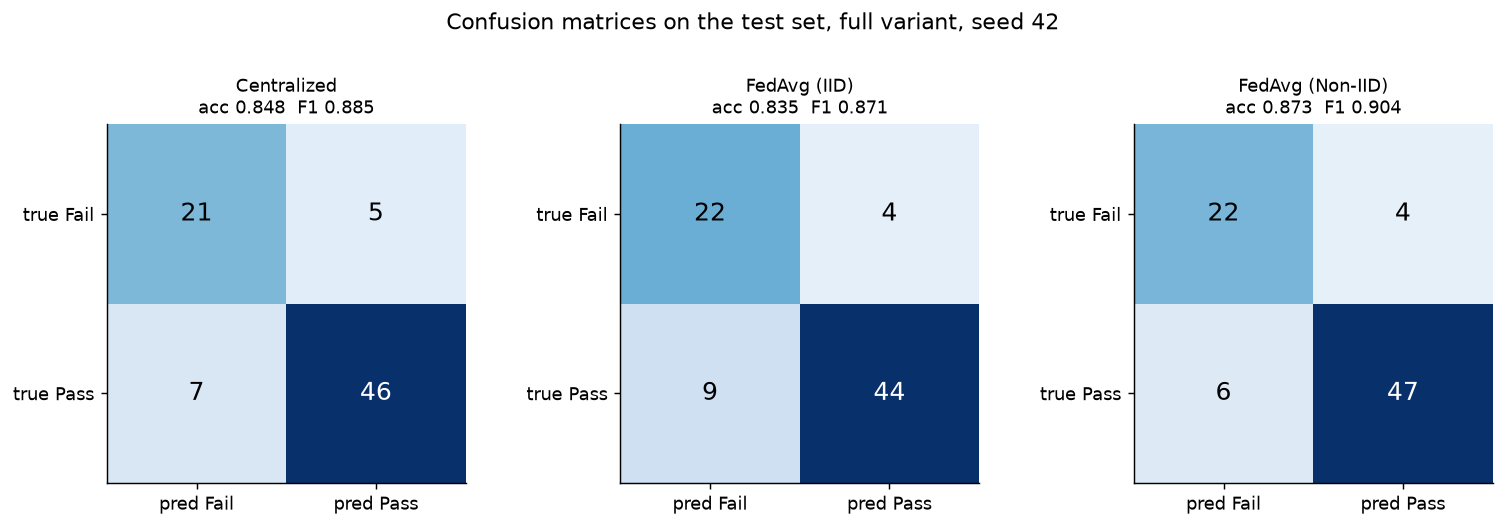 Confusion matrices on the test set, full variant, seed 42
Centralized
acc 0.848  F1 0.885
true Fail
21
5
true Pass
7
46
pred Fail
pred Pass
FedAvg (IID)
acc 0.835  F1 0.871
true Fail
22
4
true Pass
9
44
pred Fail
pred Pass
FedAvg (Non-IID)
acc 0.873  F1 0.904
true Fail
22
4
true Pass
6
47
pred Fail
pred Pass